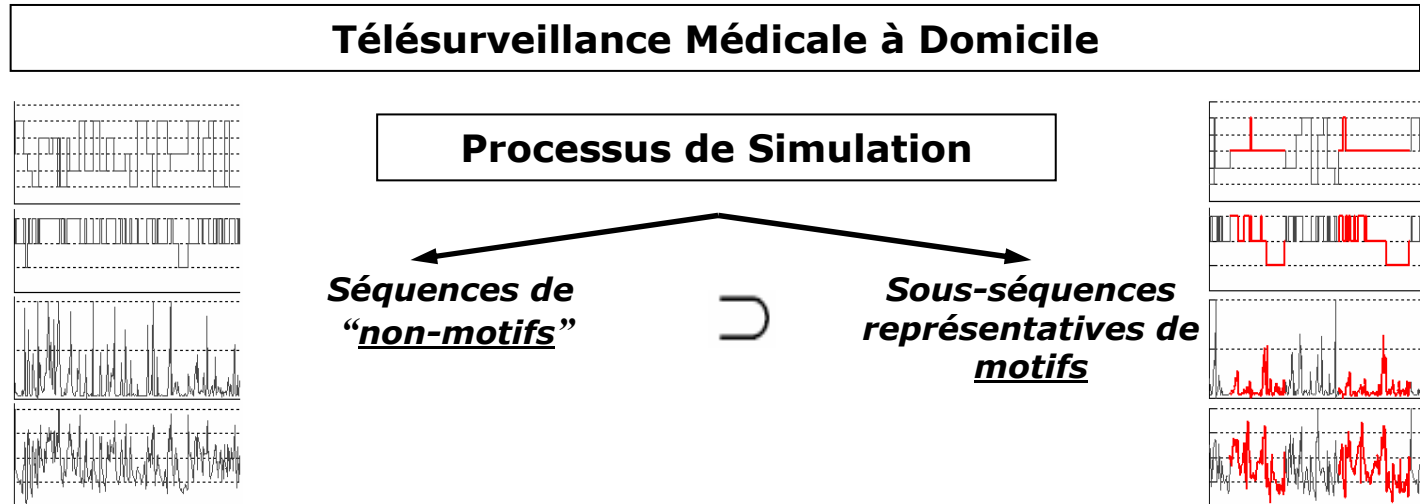 Télésurveillance Médicale à Domicile
Processus de Simulation
Séquences de
“non-motifs”
⊃
Sous-séquences
représentatives de
motifs